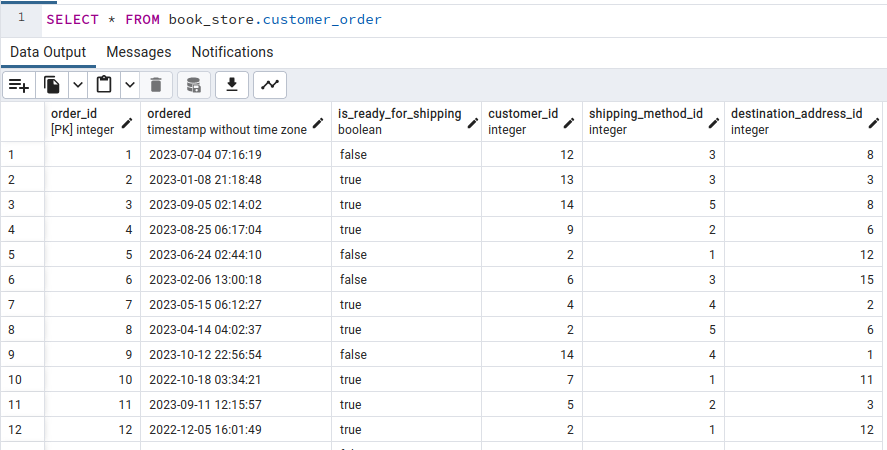 1 SELECT * FROM book_store.customer_order
Data Output Messages Notifications
order_id ordered is_ready_for_shipping customer_id shipping_method_id destination_address_id
[PK] integer timestamp without time zone boolean integer integer integer
1 1 2023-07-04 07:16:19 false 12 3 8
2 2 2023-01-08 21:18:48 true 13 3 3
3 3 2023-09-05 02:14:02 true 14 5 8
4 4 2023-08-25 06:17:04 true 9 2 6
5 5 2023-06-24 02:44:10 false 2 1 12
6 6 2023-02-06 13:00:18 false 6 3 15
7 7 2023-05-15 06:12:27 true 4 4 2
8 8 2023-04-14 04:02:37 true 2 5 6
9 9 2023-10-12 22:56:54 false 14 4 1
10 10 2022-10-18 03:34:21 true 7 1 11
11 11 2023-09-11 12:15:57 true 5 2 3
12 12 2022-12-05 16:01:49 true 2 1 12